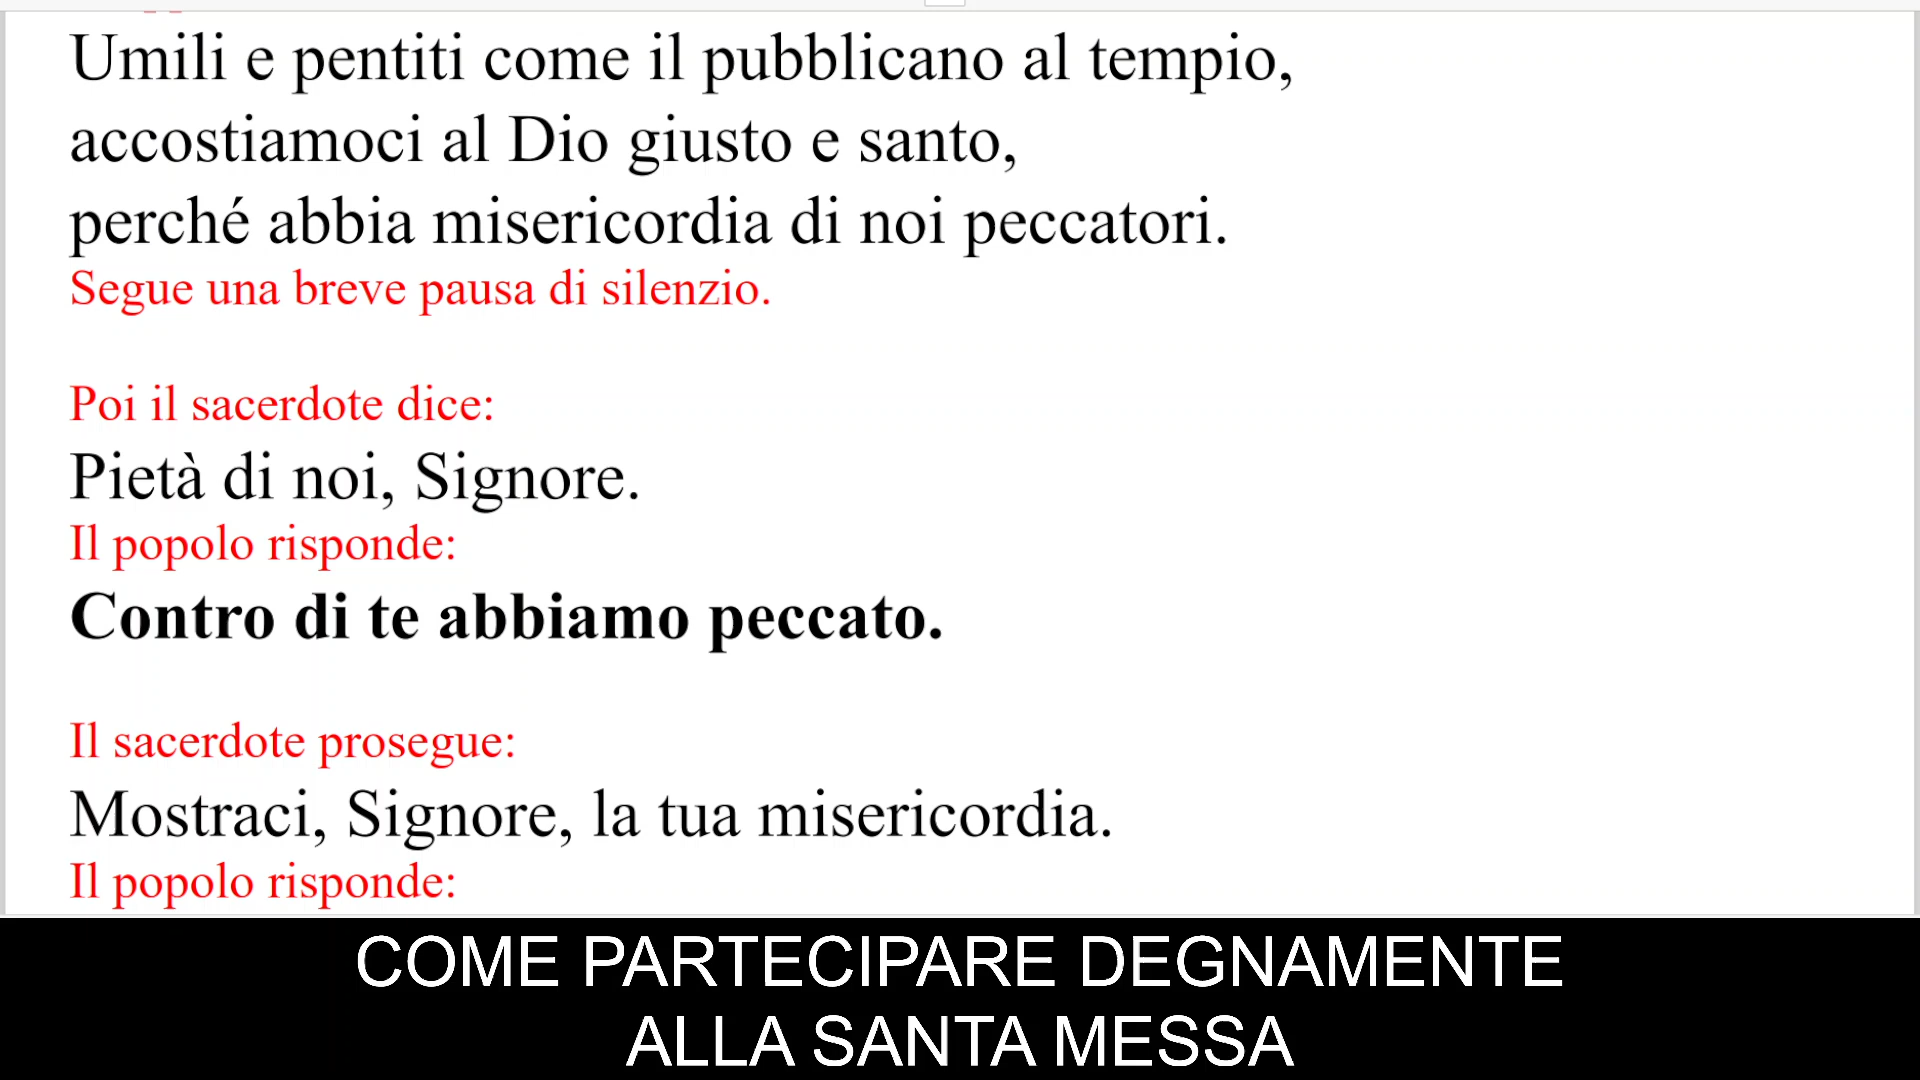 Umili e pentiti come il pubblicano al tempio,
accostiamoci al Dio giusto e santo,
perché abbia misericordia di noi peccatori.
Segue una breve pausa di silenzio.
Poi il sacerdote dice:
Pietà di noi, Signore.
Il popolo risponde:
Contro di te abbiamo peccato.
Il sacerdote prosegue:
Mostraci, Signore, la tua misericordia.
Il popolo risponde:
COME PARTECIPARE DEGNAMENTE
ALLA SANTA MESSA